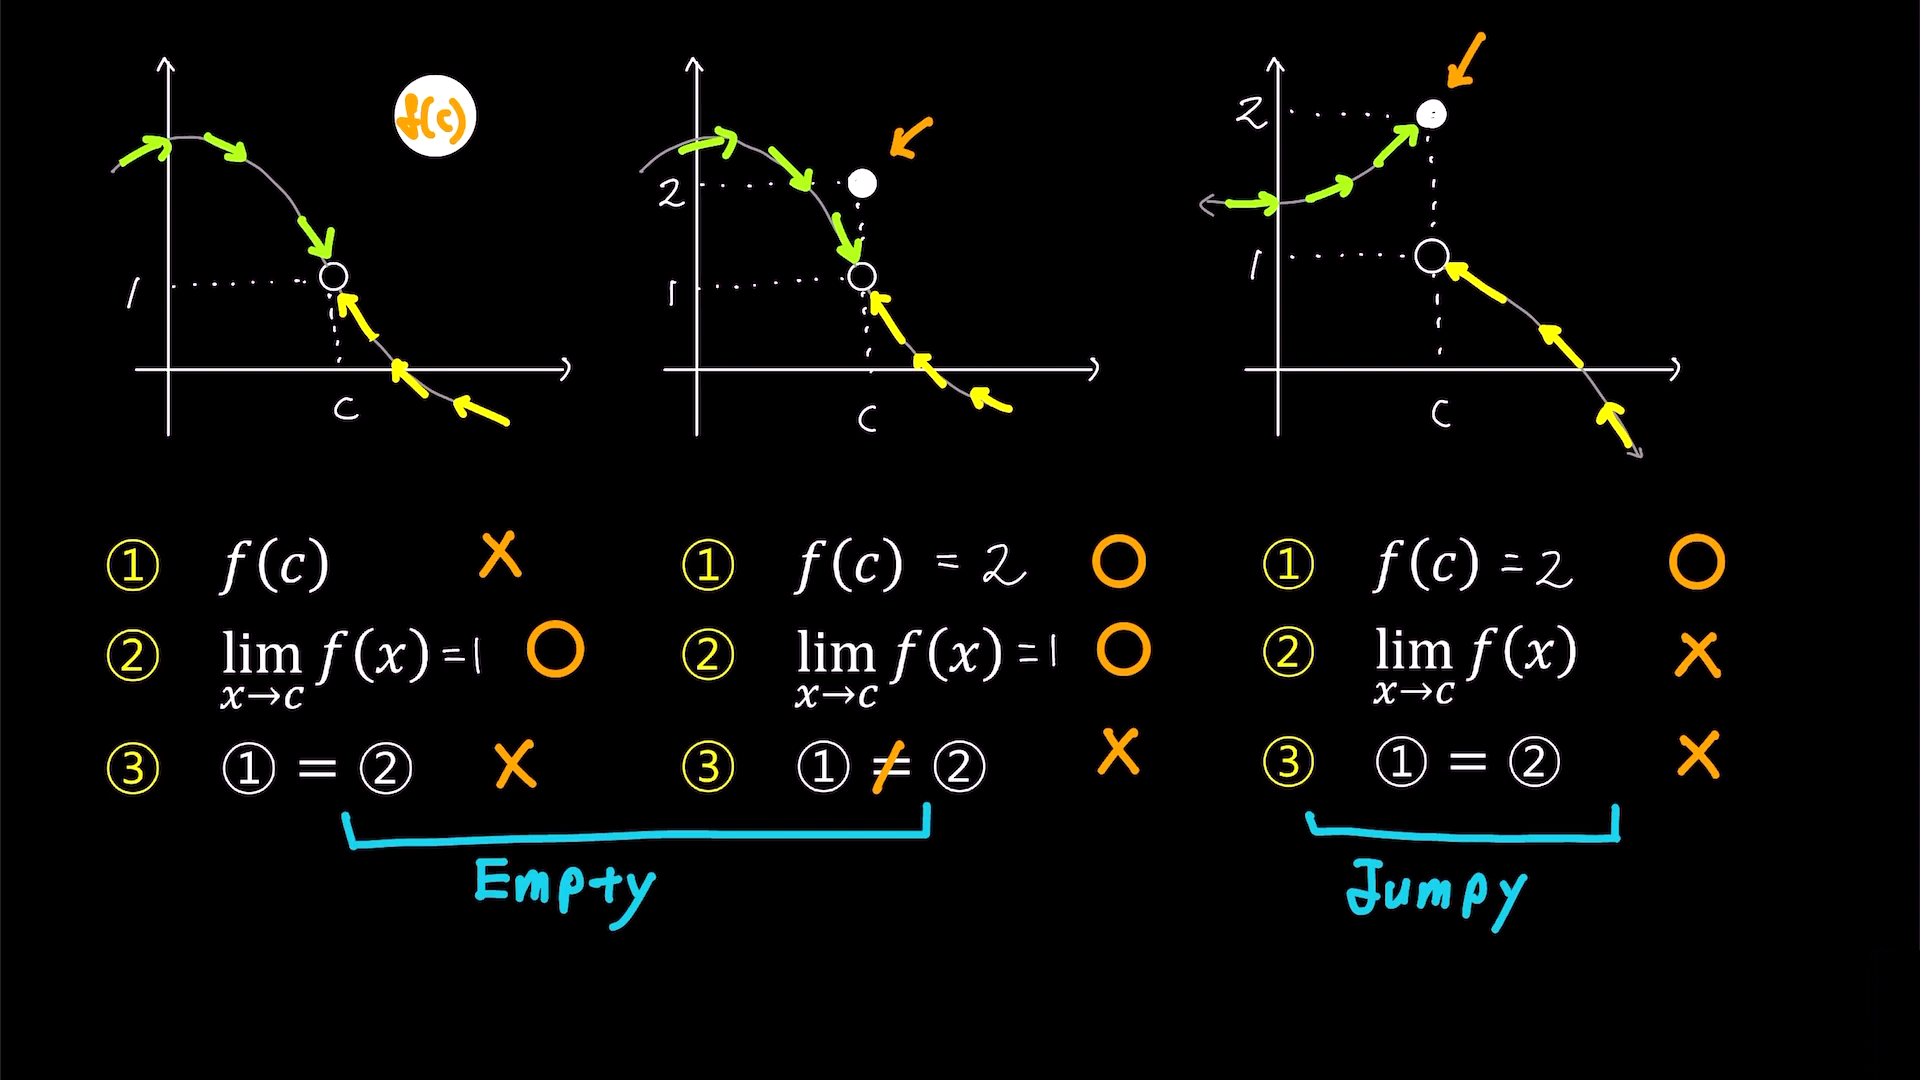 f(c)
1
C
2
1
C
2
1
C
① f(c) X
② lim x→c f(x) = 1 O
③ ① = ② X
① f(c) = 2 O
② lim x→c f(x) = 1 O
③ ① ≠ ② X
① f(c) = 2 O
② lim x→c f(x) X
③ ① = ② X
Empty
Jumpy